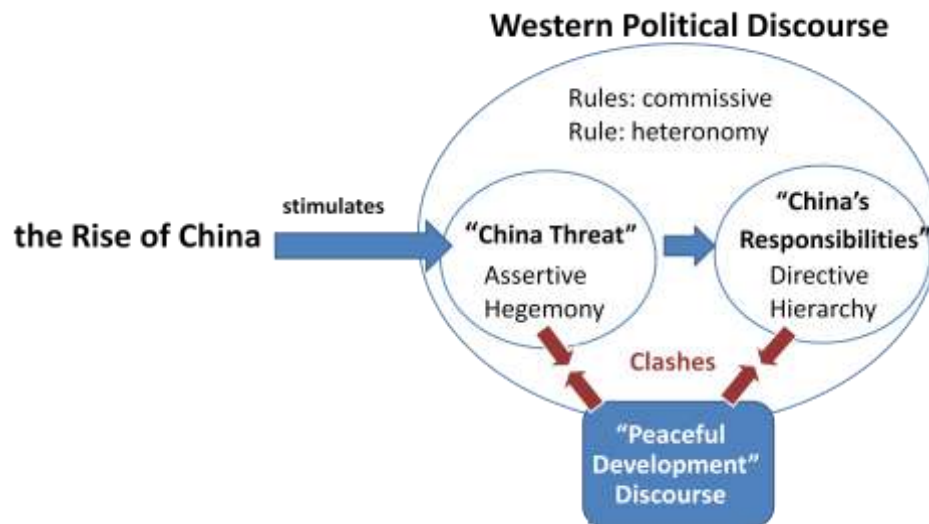 Western Political Discourse
Rules: commissive
Rule: heteronomy
the Rise of China
stimulates
“China Threat”
Assertive
Hegemony
“China’s
Responsibilities”
Directive
Hierarchy
Clashes
“Peaceful
Development”
Discourse